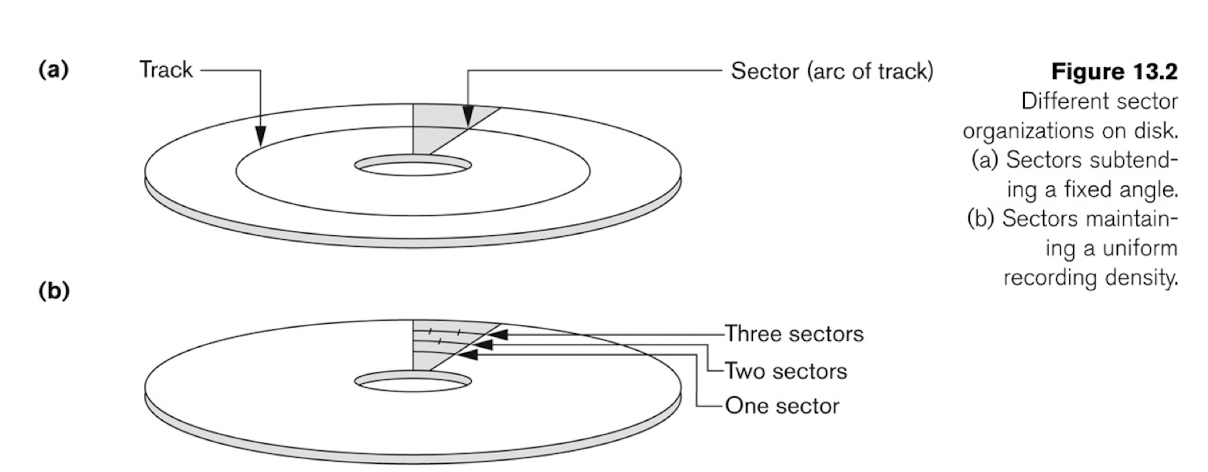 (a)
Track
Sector (arc of track)
Figure 13.2
Different sector
organizations on disk.
(a) Sectors subtend-
ing a fixed angle.
(b) Sectors maintain-
ing a uniform
recording density.
(b)
Three sectors
Two sectors
One sector